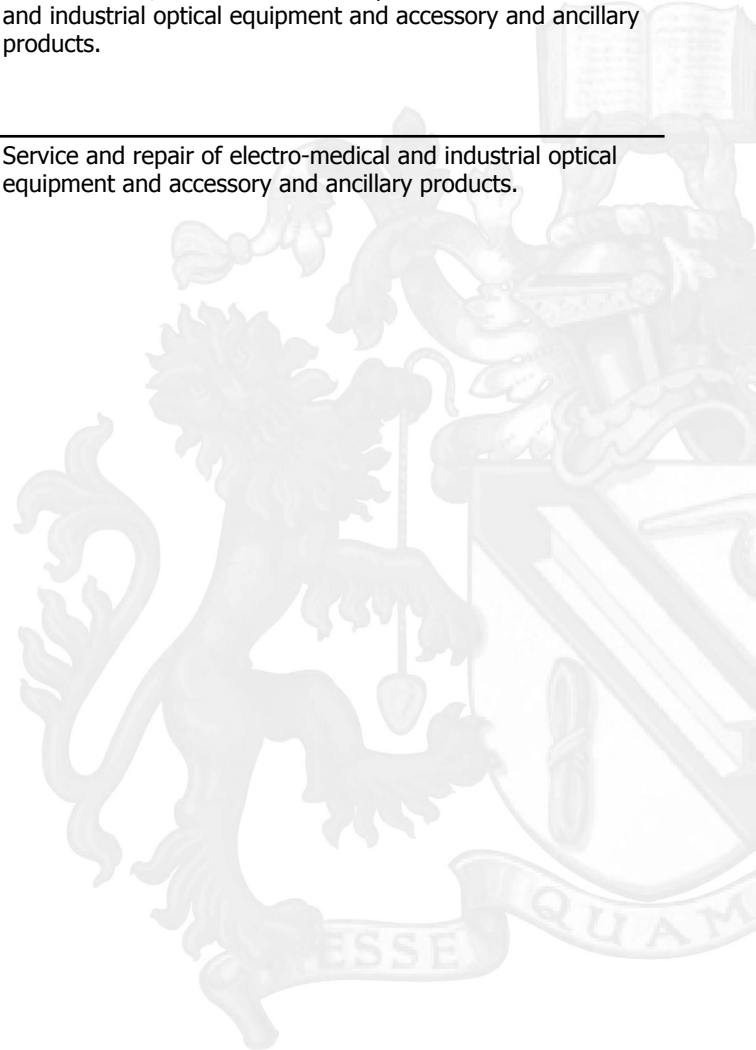 and industrial optical equipment and accessory and ancillary
products.
Service and repair of electro-medical and industrial optical
equipment and accessory and ancillary products.
ESSE QUAM